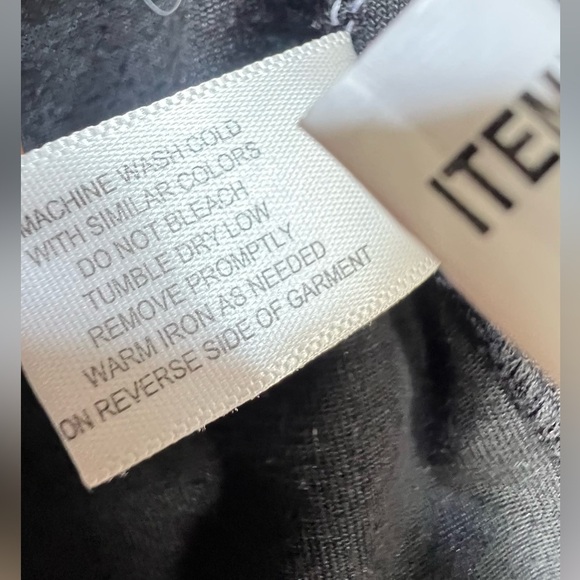 MACHINE WASH COLD
WITH SIMILAR COLORS
DO NOT BLEACH
TUMBLE DRY LOW
REMOVE PROMPTLY
WARM IRON AS NEEDED
ON REVERSE SIDE OF GARMENT
ITEM